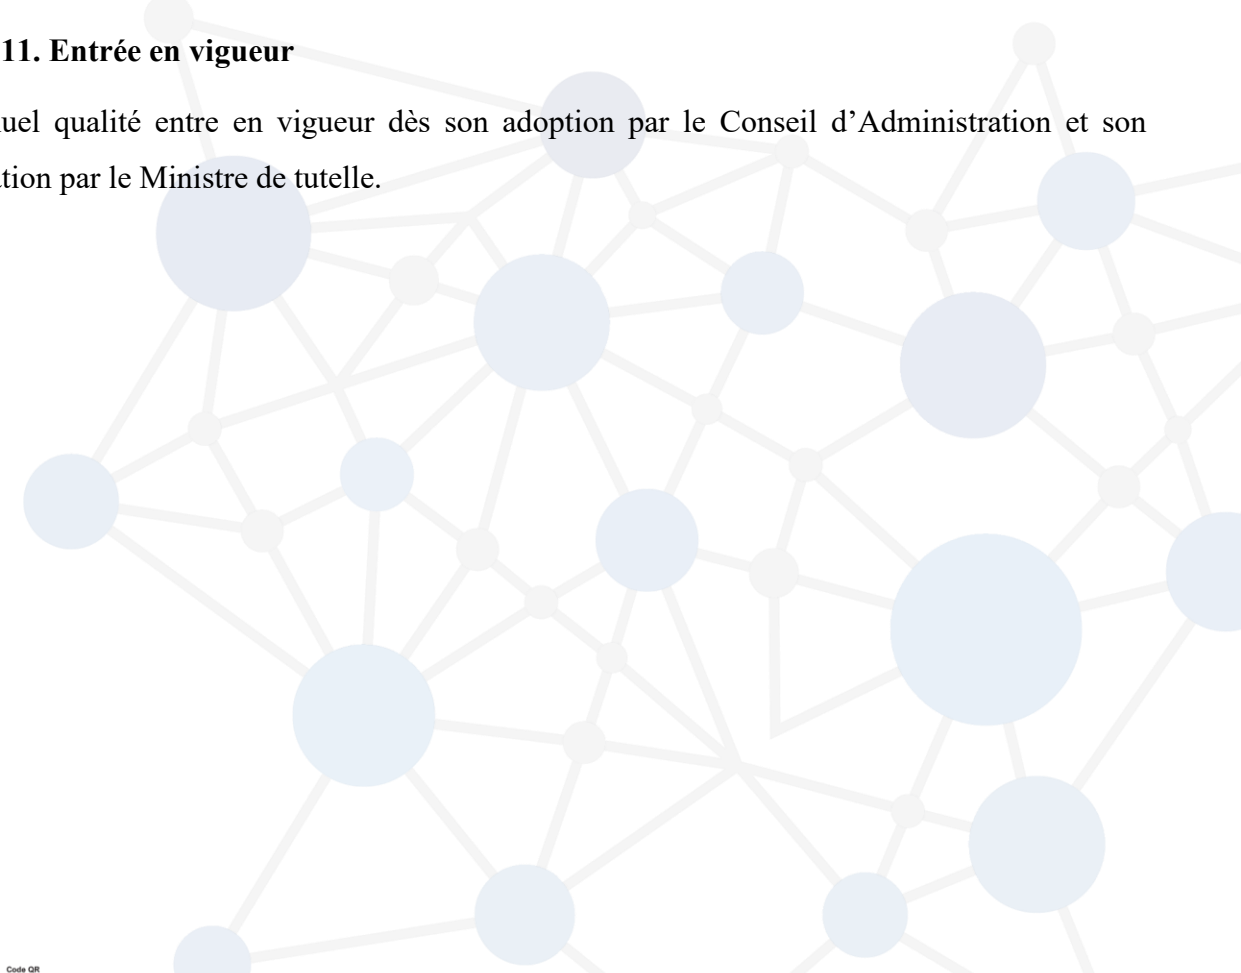 11. Entrée en vigueur
uel qualité entre en vigueur dès son adoption par le Conseil d’Administration et son
tion par le Ministre de tutelle.
Code QR